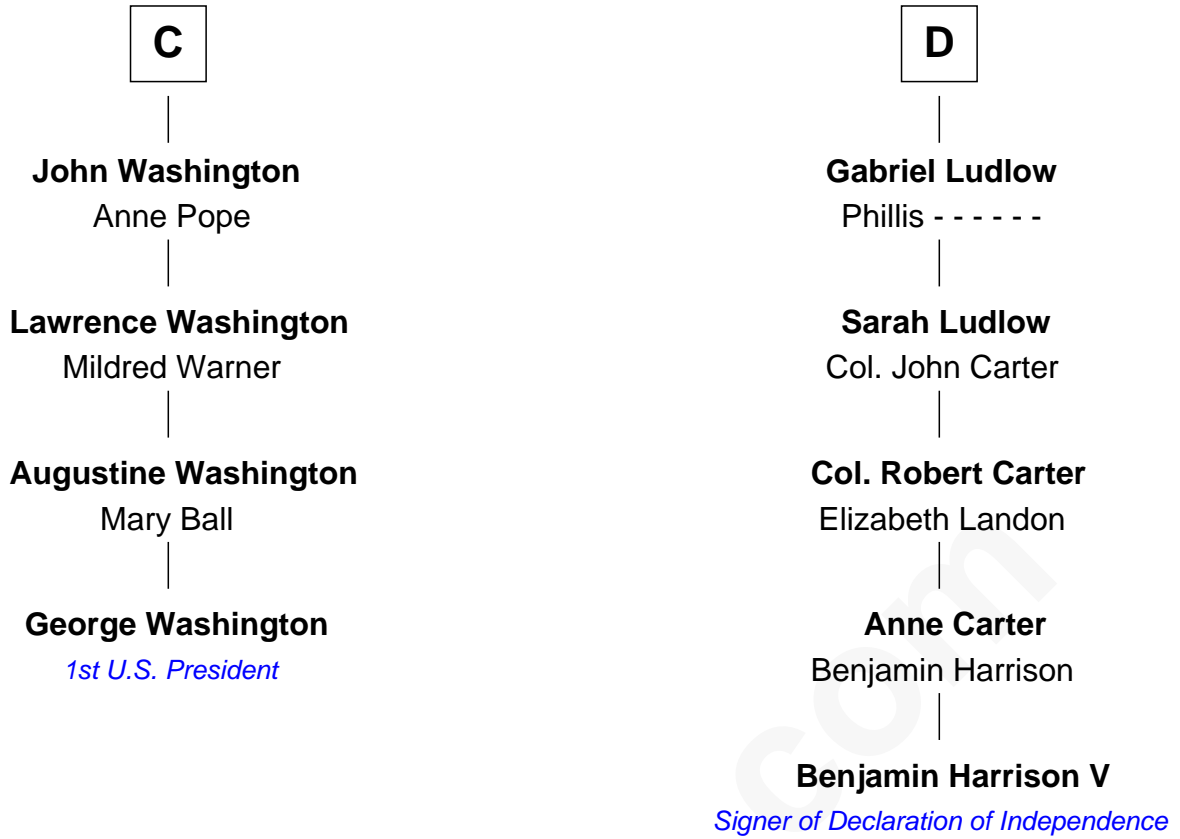 C
John Washington
Anne Pope
Lawrence Washington
Mildred Warner
Augustine Washington
Mary Ball
George Washington
1st U.S. President
D
Gabriel Ludlow
Phillis - - - - - -
Sarah Ludlow
Col. John Carter
Col. Robert Carter
Elizabeth Landon
Anne Carter
Benjamin Harrison
Benjamin Harrison V
Signer of Declaration of Independence
com